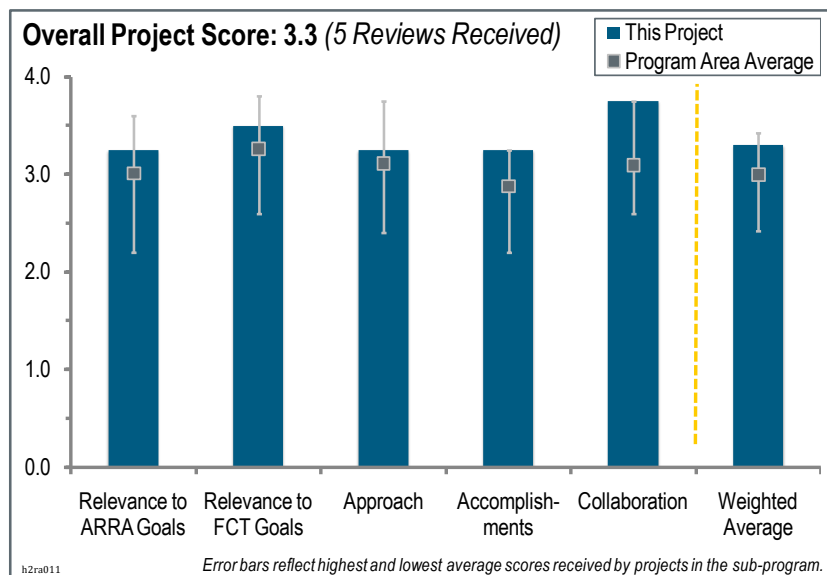 Overall Project Score: 3.3 (5 Reviews Received)
This Project
Program Area Average
4.0
3.0
2.0
1.0
0.0
Relevance to
ARRA Goals
Relevance to
FCT Goals
Approach
Accomplish-
ments
Collaboration
Weighted
Average
h2ra011
Error bars reflect highest and lowest average scores received by projects in the sub-program.